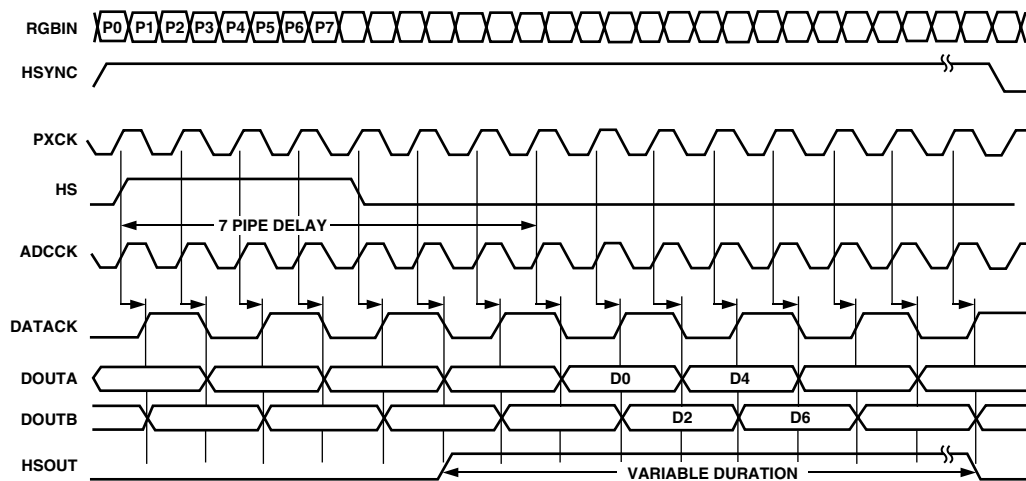 RGBIN P0 P1 P2 P3 P4 P5 P6 P7
HSYNC
PXCK
HS
7 PIPE DELAY
ADCCK
DATACK
DOUTA D0 D4
DOUTB D2 D6
HSOUT VARIABLE DURATION